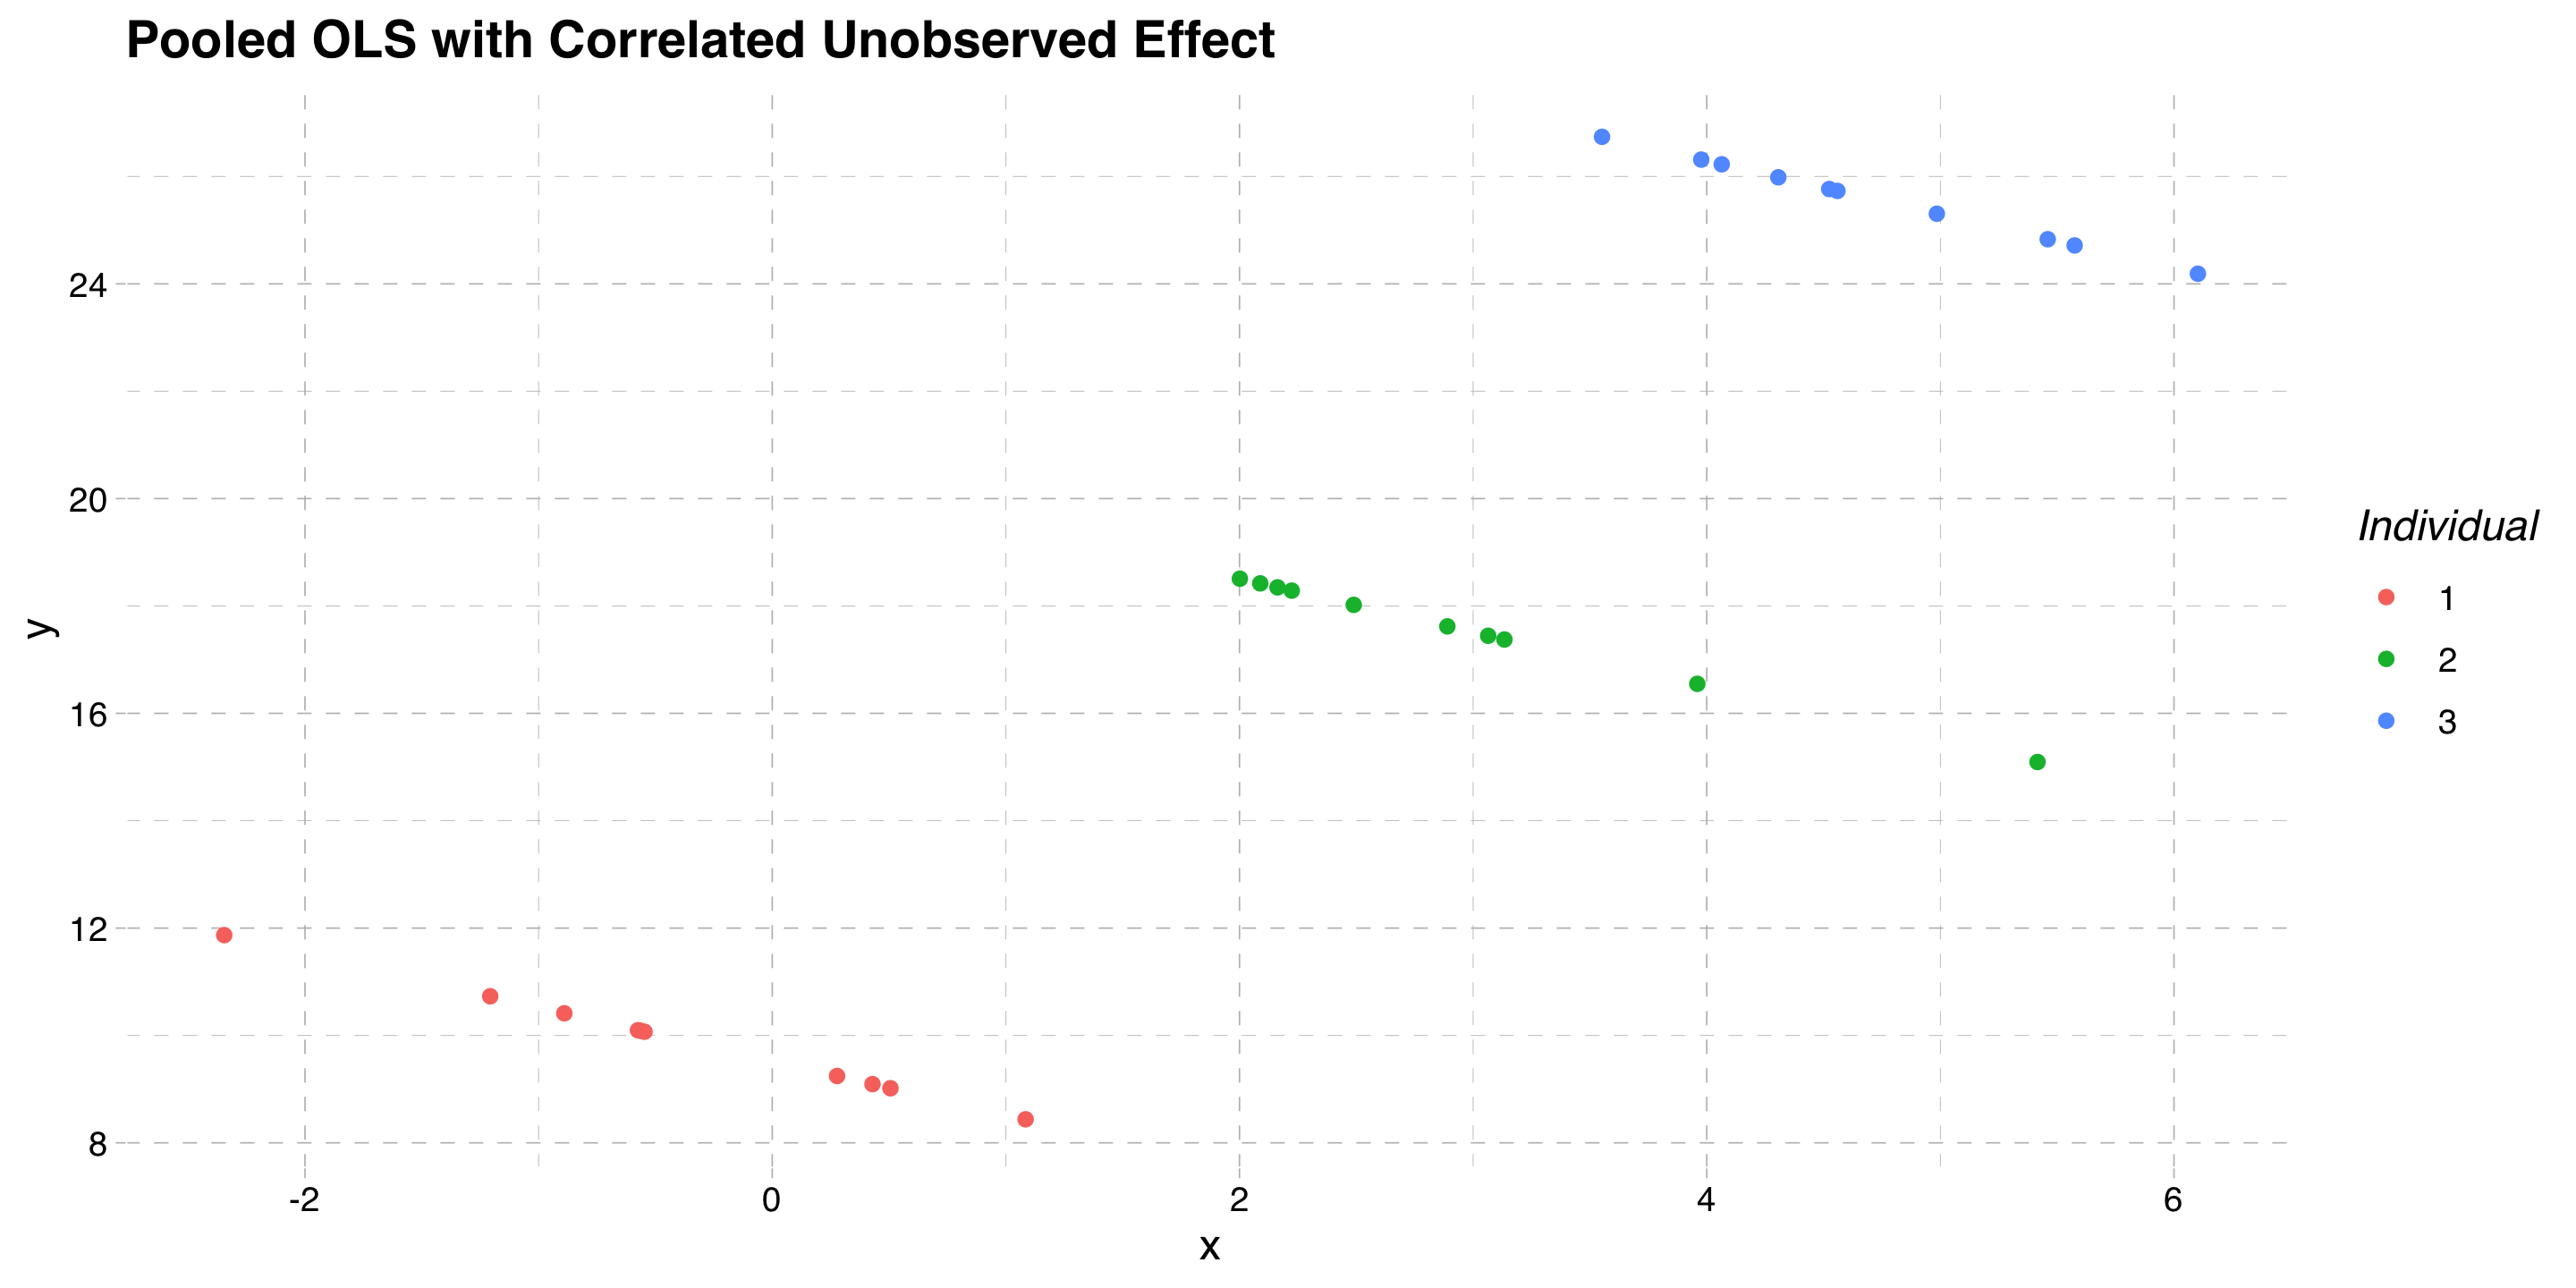 Pooled OLS with Correlated Unobserved Effect
24
20
16
12
8
y
-2 0 2 4 6
x
Individual
1
2
3